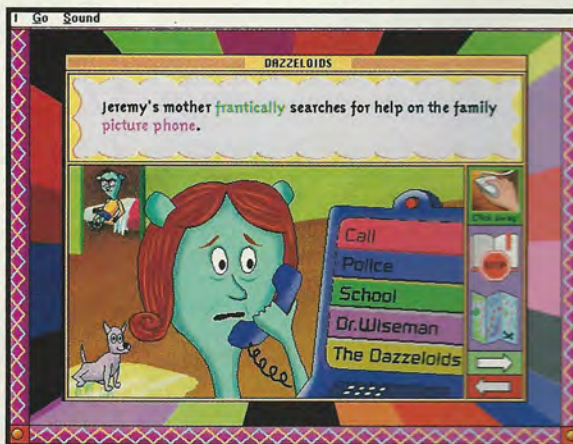 Go Sound
DAZZELOIDS
Jeremy's mother frantically searches for help on the family
picture phone.
Click away
STOP
Call
Police
School
Dr.Wiseman
The Dazzeloids